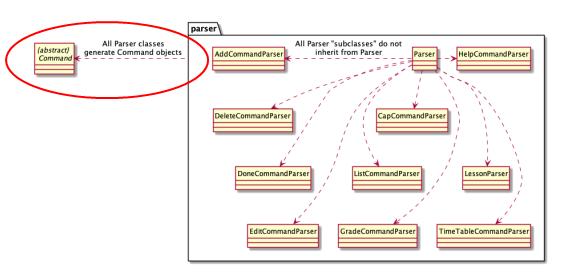 parser
(abstract)
Command
All Parser classes
generate Command objects
AddCommandParser
All Parser "subclasses" do not
inherit from Parser
Parser
HelpCommandParser
DeleteCommandParser
CapCommandParser
DoneCommandParser
ListCommandParser
LessonParser
EditCommandParser
GradeCommandParser
TimeTableCommandParser